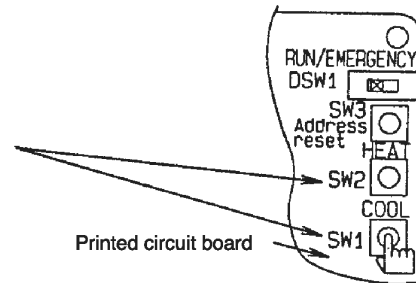 RUN/EMERGENCY
DSW1
SW3
Address
reset
HEAT
SW2
COOL
SW1
Printed circuit board